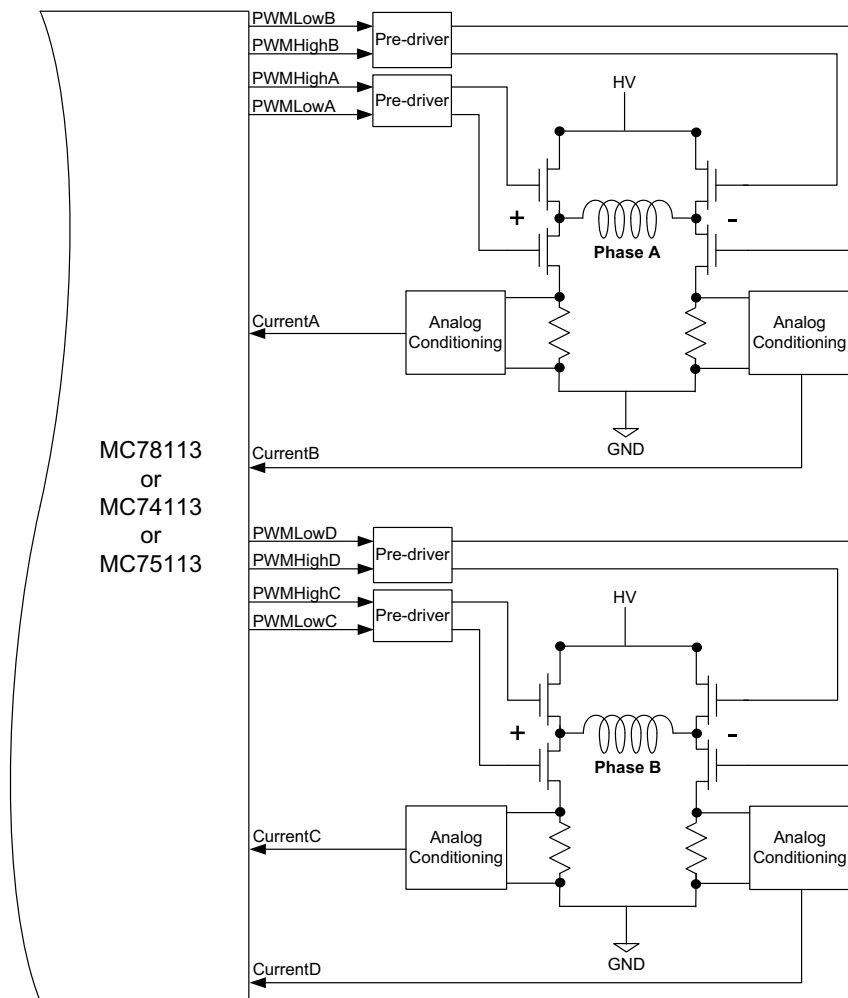 PWMLowB
PWMHighB
Pre-driver
PWMHighA
PWMLowA
Pre-driver
HV
+
-
Phase A
CurrentA
Analog
Conditioning
Analog
Conditioning
GND
CurrentB
MC78113
or
MC74113
or
MC75113
PWMLowD
PWMHighD
Pre-driver
PWMHighC
PWMLowC
Pre-driver
HV
+
-
Phase B
CurrentC
Analog
Conditioning
Analog
Conditioning
GND
CurrentD